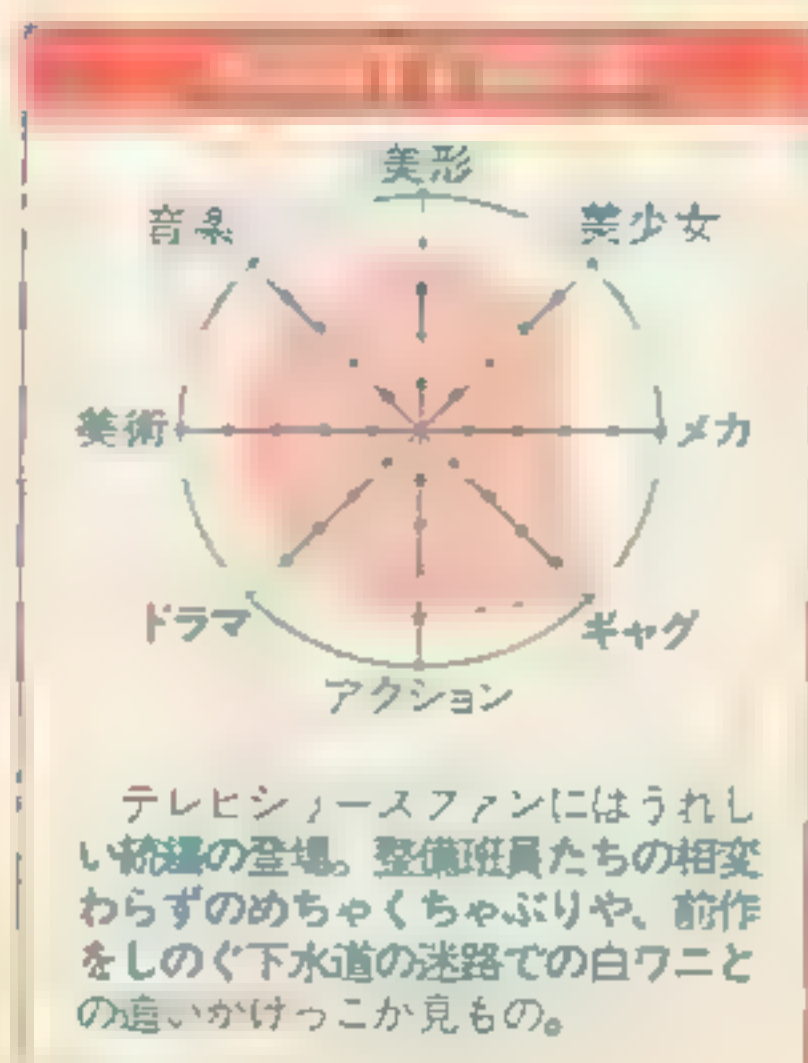 美形
音楽
美少女
美術
メカ
ドラマ
ギャグ
アクション
テレビシリーズファンにはうれし
い続編の登場。整備班員たちの相変
わらずのめちゃくちゃぶりや、前作
をしのぐ下水道の迷路での白ワニと
の追いかけっこが見もの。